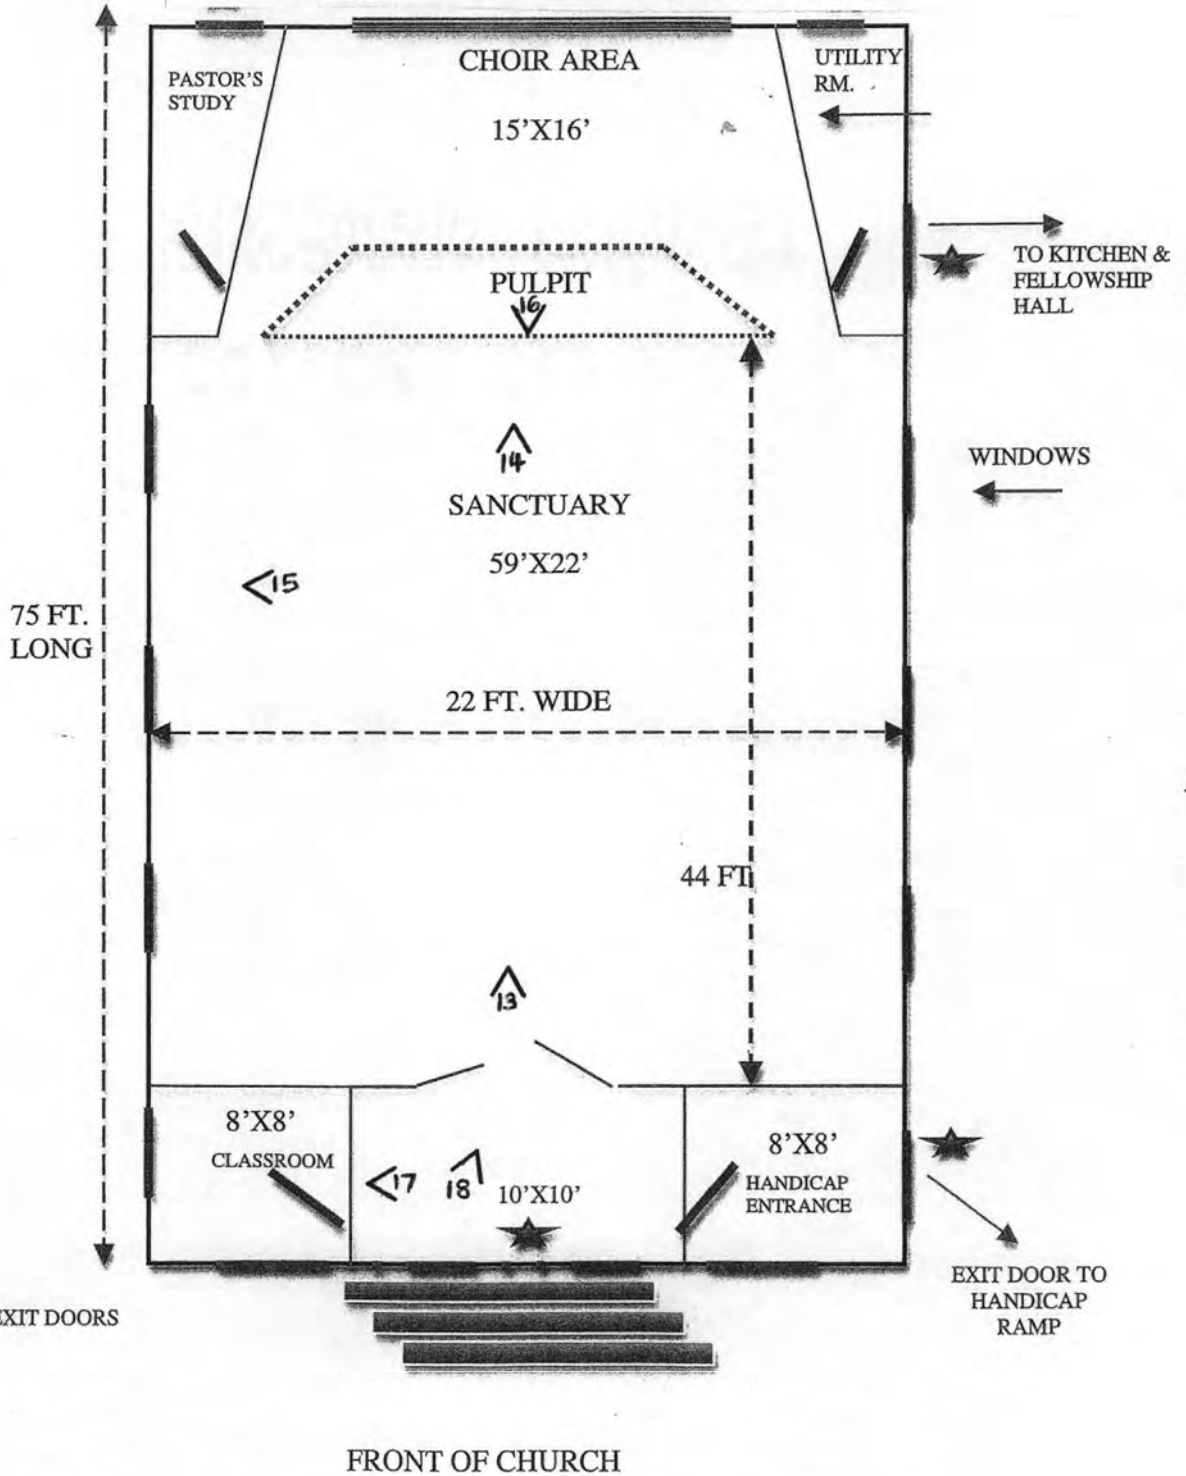 CHOIR AREA
UTILITY
RM.
PASTOR'S
STUDY
15'X16'
TO KITCHEN &
FELLOWSHIP
HALL
PULPIT
16
14
WINDOWS
SANCTUARY
59'X22'
15
75 FT.
LONG
22 FT. WIDE
44 FT
13
8'X8'
CLASSROOM
17
18
10'X10'
8'X8'
HANDICAP
ENTRANCE
EXIT DOOR TO
HANDICAP
RAMP
EXIT DOORS
FRONT OF CHURCH